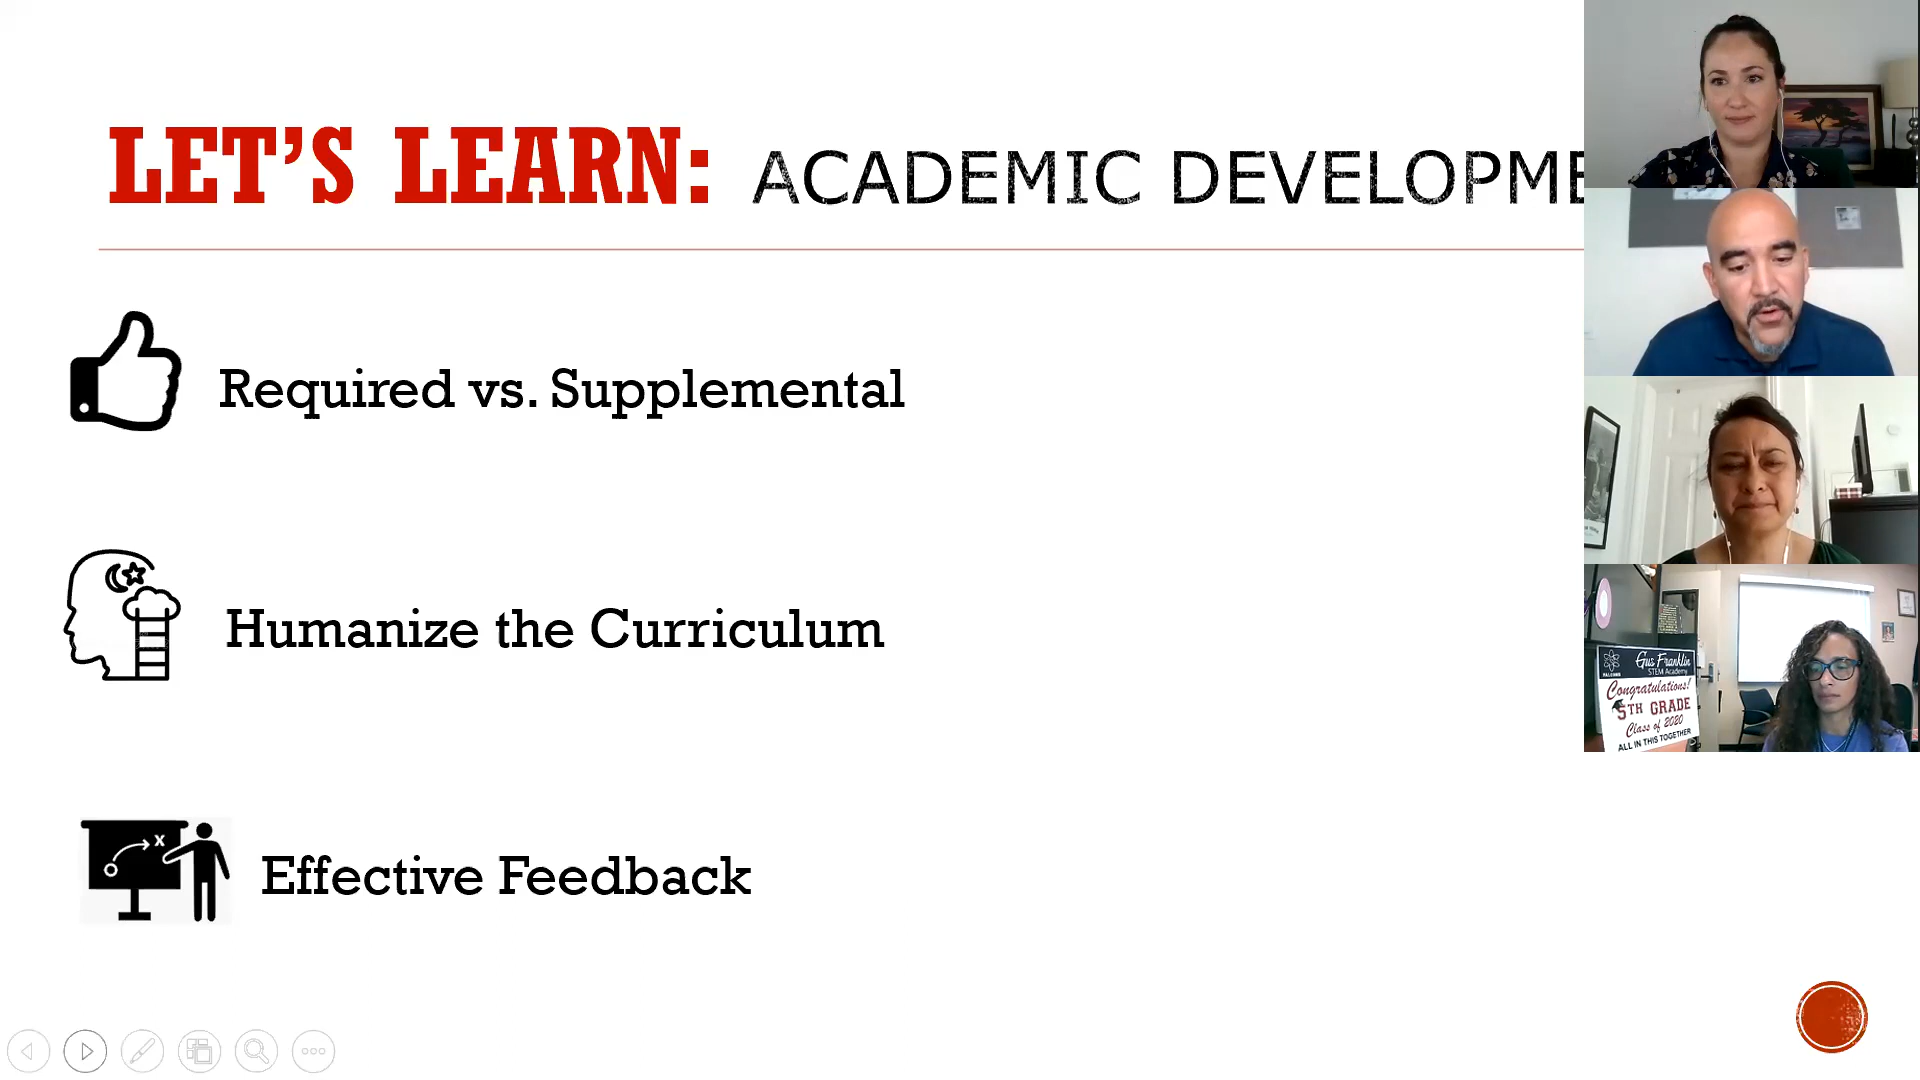 LET'S LEARN: ACADEMIC DEVELOPME
Required vs. Supplemental
Humanize the Curriculum
Effective Feedback
Gus Franklin
STEM Academy
FALCONS
Congratulations!
5TH GRADE
Class of 2020
ALL IN THIS TOGETHER